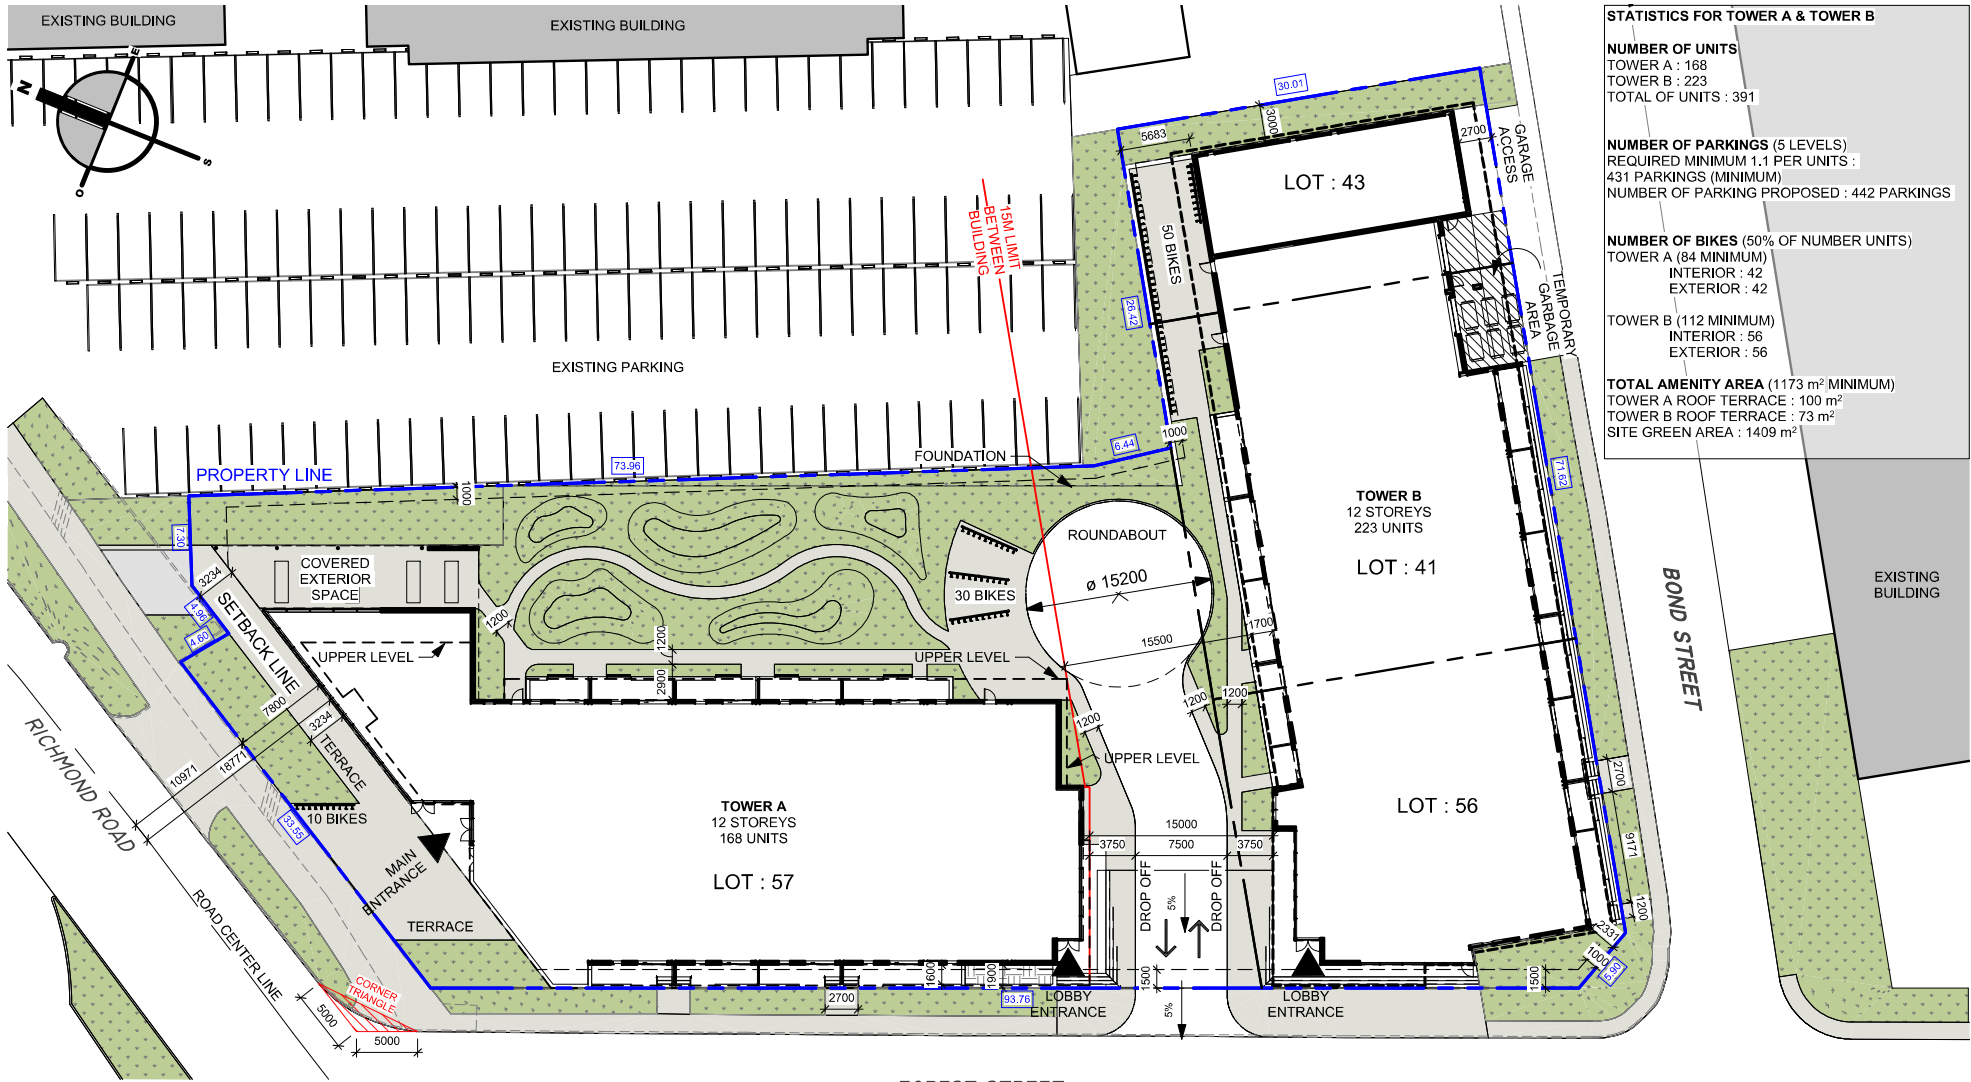 EXISTING BUILDING
EXISTING BUILDING
N
E
S
O
STATISTICS FOR TOWER A & TOWER B
NUMBER OF UNITS
TOWER A : 168
TOWER B : 223
TOTAL OF UNITS : 391
NUMBER OF PARKINGS (5 LEVELS)
REQUIRED MINIMUM 1.1 PER UNITS :
431 PARKINGS (MINIMUM)
NUMBER OF PARKING PROPOSED : 442 PARKINGS
NUMBER OF BIKES (50% OF NUMBER UNITS)
TOWER A (84 MINIMUM)
INTERIOR : 42
EXTERIOR : 42
TOWER B (112 MINIMUM)
INTERIOR : 56
EXTERIOR : 56
TOTAL AMENITY AREA (1173 m² MINIMUM)
TOWER A ROOF TERRACE : 100 m²
TOWER B ROOF TERRACE : 73 m²
SITE GREEN AREA : 1409 m²
30.01
3000
5683
2700
GARAGE
ACCESS
LOT : 43
50 BIKES
26.42
15M LIMIT
BETWEEN
BUILDING
TEMPORARY
GARBAGE
AREA
EXISTING PARKING
1000
6.44
FOUNDATION
73.96
PROPERTY LINE
1000
7.30
71.62
TOWER B
12 STOREYS
223 UNITS
LOT : 41
ROUNDABOUT
ø 15200
30 BIKES
COVERED
EXTERIOR
SPACE
3234
4.96
4.60
SETBACK LINE
1200
1200
2900
UPPER LEVEL
UPPER LEVEL
15500
1700
1200
1200
1200
UPPER LEVEL
BOND STREET
EXISTING
BUILDING
7800
3234
18771
10971
TERRACE
RICHMOND ROAD
10 BIKES
33.55
MAIN
ENTRANCE
TERRACE
TOWER A
12 STOREYS
168 UNITS
LOT : 57
LOT : 56
15000
3750
7500
3750
DROP OFF
DROP OFF
5%
5%
2700
9171
1200
2331
1000
5.90
1500
1500
1600
1900
2700
93.76
LOBBY
ENTRANCE
LOBBY
ENTRANCE
ROAD CENTER LINE
CORNER
TRIANGLE
5000
5000
FOREST STREET